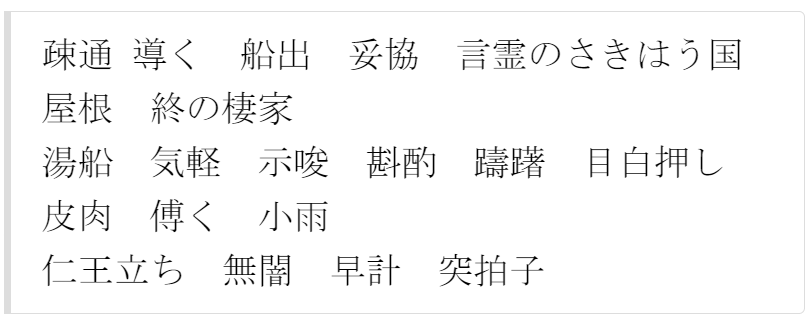 疎通 導く　船出　妥協　言霊のさきはう国
屋根　終の棲家
湯船　気軽　示唆　斟酌　躊躇　目白押し
皮肉　傅く　小雨
仁王立ち　無闇　早計　突拍子